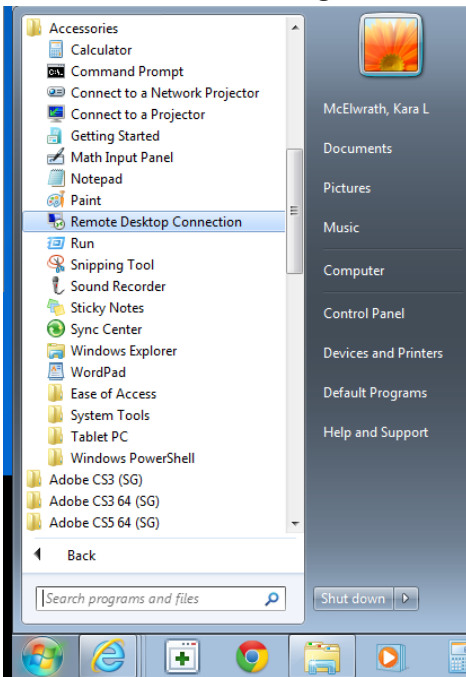 Accessories
Calculator
Command Prompt
Connect to a Network Projector
Connect to a Projector
Getting Started
Math Input Panel
Notepad
Paint
Remote Desktop Connection
Run
Snipping Tool
Sound Recorder
Sticky Notes
Sync Center
Windows Explorer
WordPad
Ease of Access
System Tools
Tablet PC
Windows PowerShell
Adobe CS3 (SG)
Adobe CS3 64 (SG)
Adobe CS5 64 (SG)
Back
Search programs and files
McElwrath, Kara L
Documents
Pictures
Music
Computer
Control Panel
Devices and Printers
Default Programs
Help and Support
Shut down